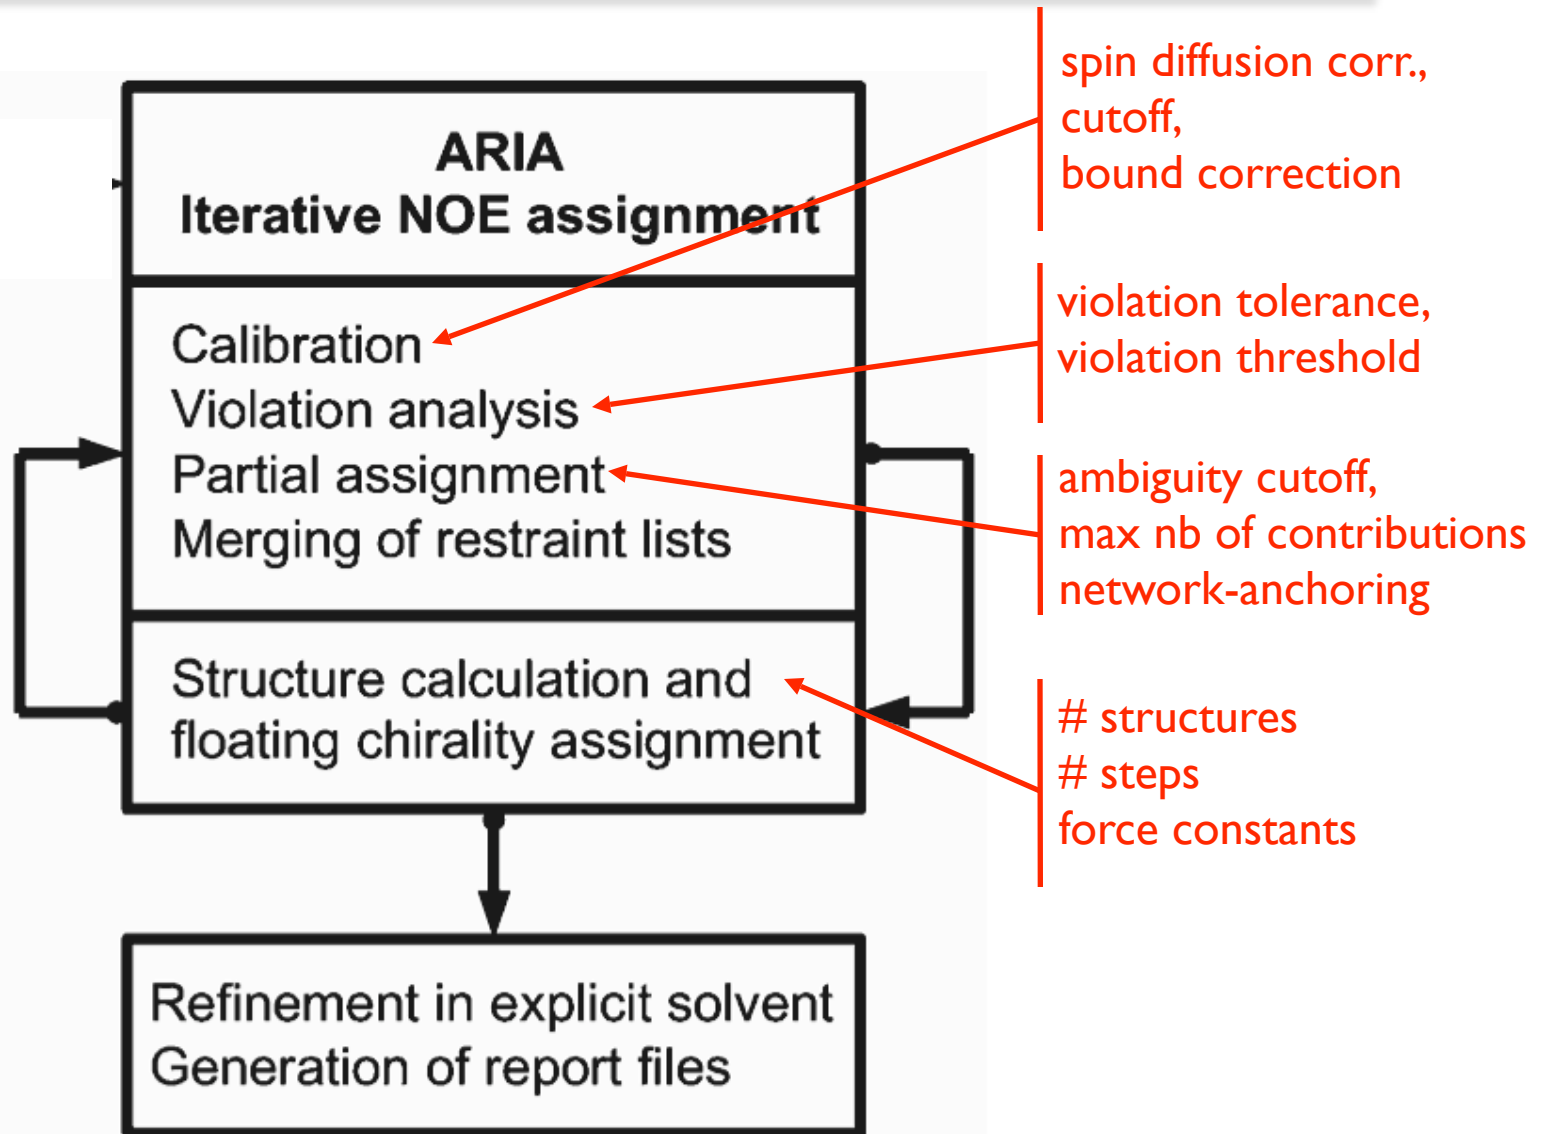 ARIA
Iterative NOE assignment
Calibration
Violation analysis
Partial assignment
Merging of restraint lists
Structure calculation and
floating chirality assignment
Refinement in explicit solvent
Generation of report files
spin diffusion corr.,
cutoff,
bound correction
violation tolerance,
violation threshold
ambiguity cutoff,
max nb of contributions
network-anchoring
# structures
# steps
force constants